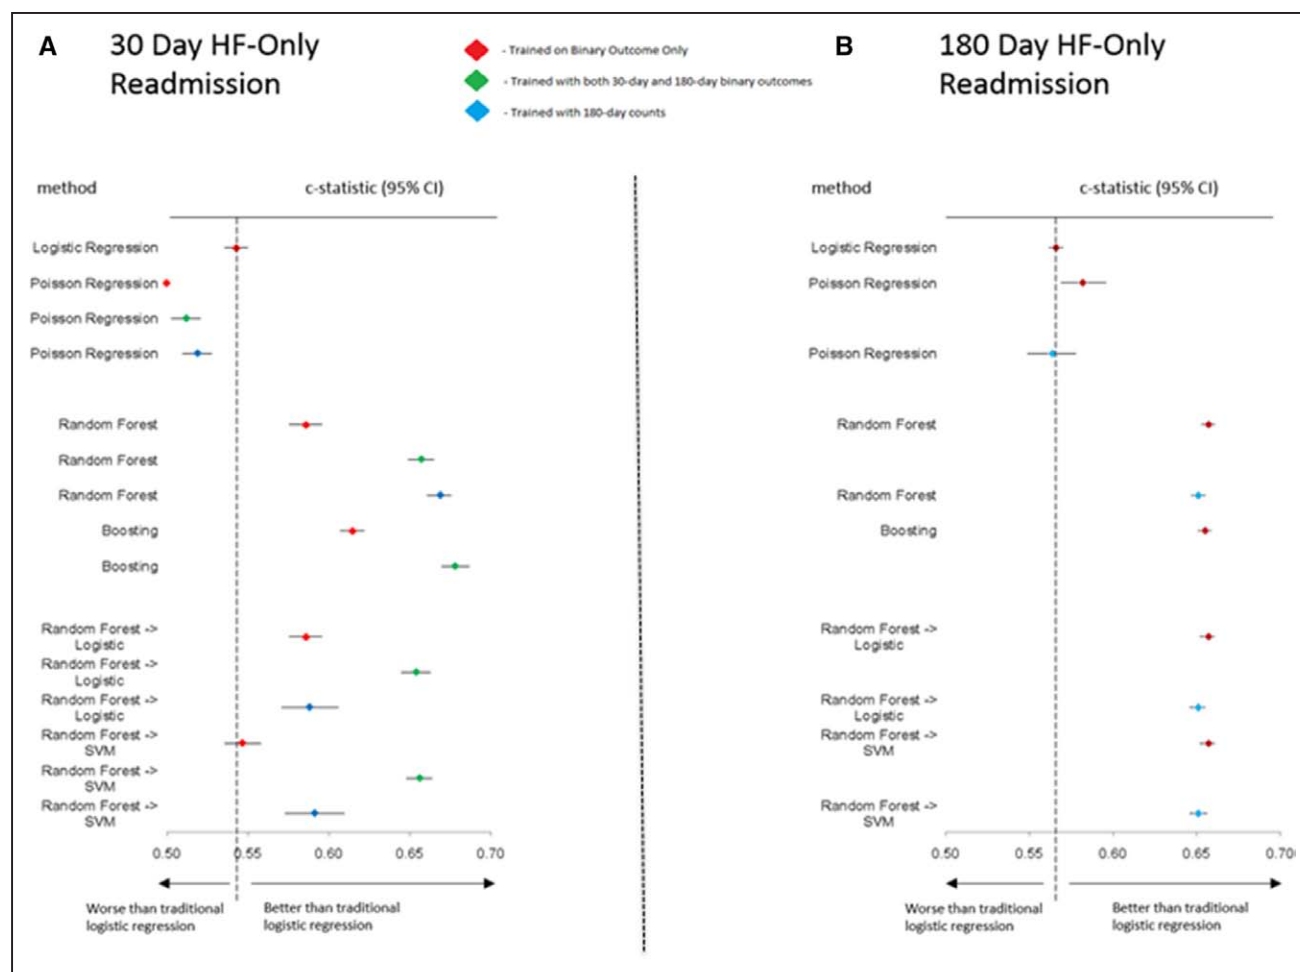 A
30 Day HF-Only
Readmission
- Trained on Binary Outcome Only
- Trained with both 30-day and 180-day binary outcomes
- Trained with 180-day counts
method
c-statistic (95% CI)
Logistic Regression
Poisson Regression
Poisson Regression
Poisson Regression
Random Forest
Random Forest
Random Forest
Boosting
Boosting
Random Forest ->
Logistic
Random Forest ->
Logistic
Random Forest ->
Logistic
Random Forest ->
SVM
Random Forest ->
SVM
Random Forest ->
SVM
0.50 0.55 0.60 0.65 0.70
Worse than traditional
logistic regression
Better than traditional
logistic regression
B
180 Day HF-Only
Readmission
method
c-statistic (95% CI)
Logistic Regression
Poisson Regression
Poisson Regression
Random Forest
Random Forest
Boosting
Random Forest ->
Logistic
Random Forest ->
Logistic
Random Forest ->
SVM
Random Forest ->
SVM
0.50 0.55 0.60 0.65 0.70
Worse than traditional
logistic regression
Better than traditional
logistic regression